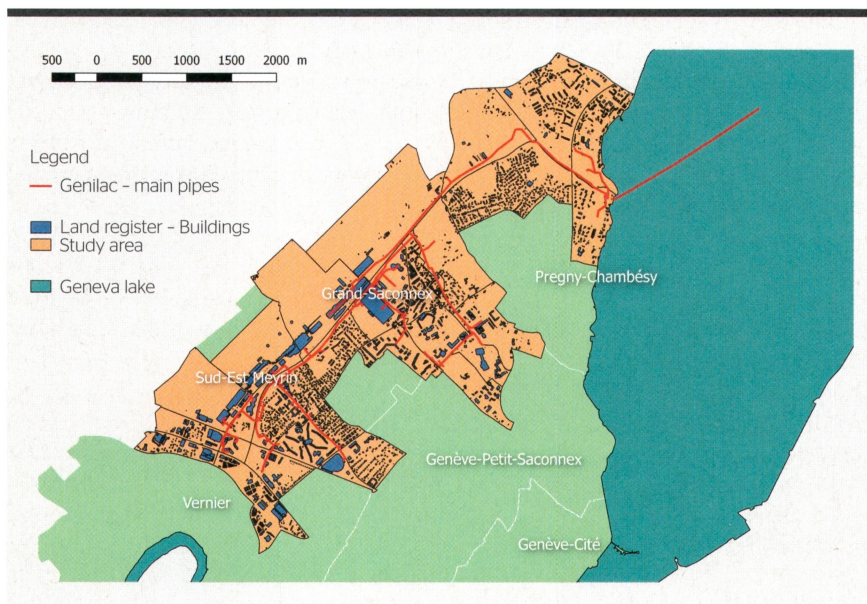 500 0 500 1000 1500 2000 m
Legend
Genilac – main pipes
Land register – Buildings
Study area
Geneva lake
Pregny-Chambésy
Grand-Saconnex
Sud-Est Meyrin
Genève-Petit-Saconnex
Vernier
Genève-Cité